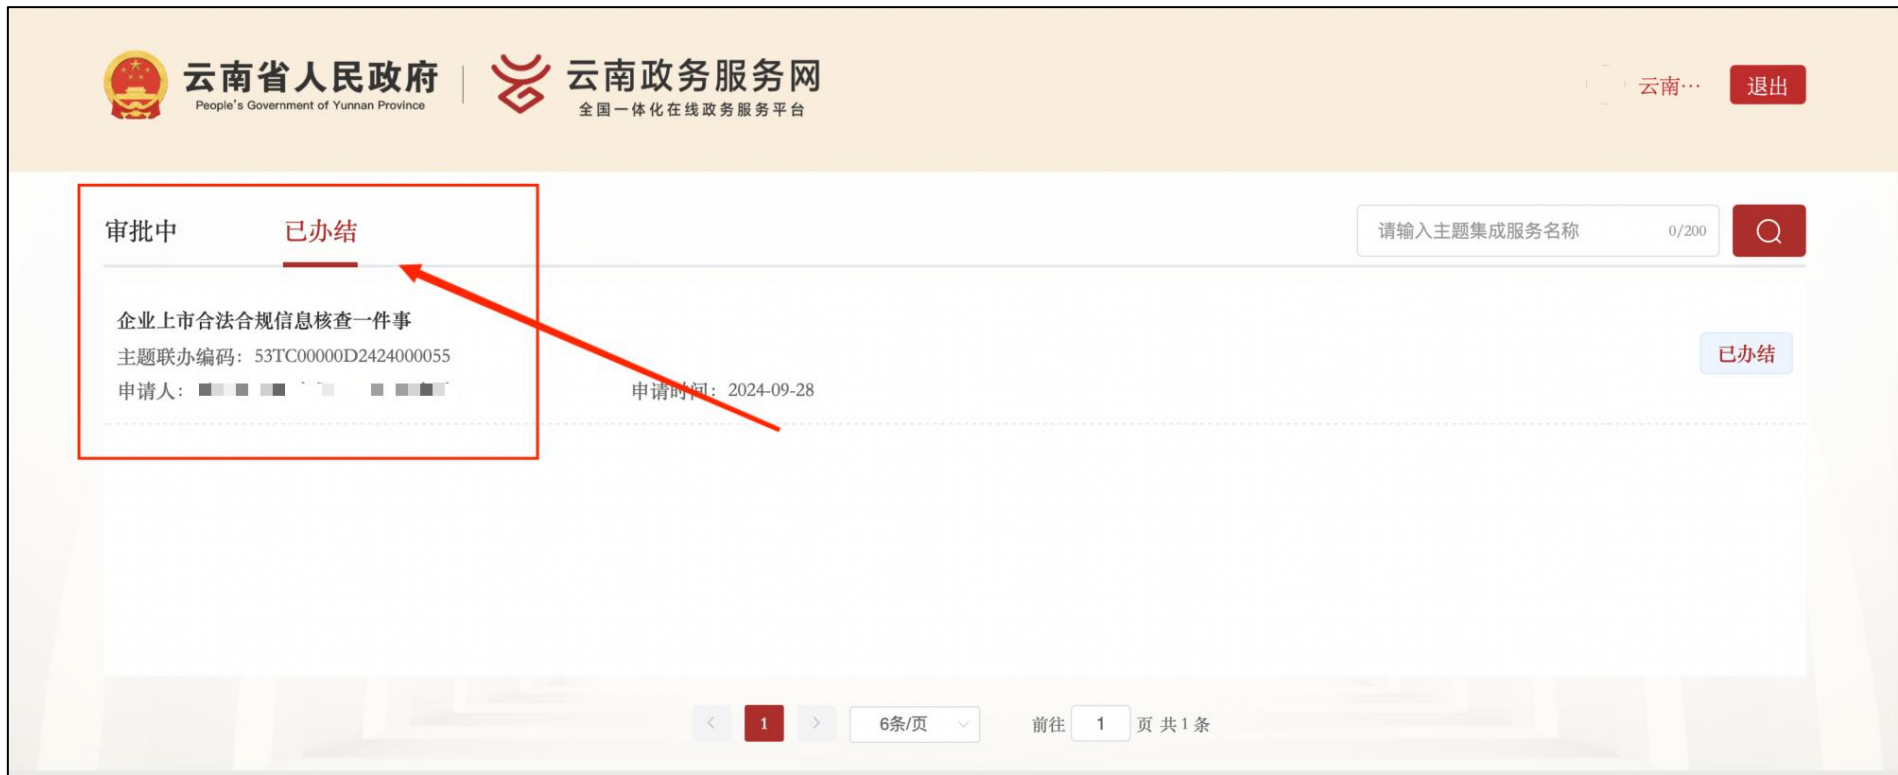 云南省人民政府
People's Government of Yunnan Province
云南政务服务网
全国一体化在线政务服务平台
云南…
退出
审批中
已办结
请输入主题集成服务名称
0/200
企业上市合法合规信息核查一件事
主题联办编码：53TC00000D2424000055
已办结
申请人：
申请时间：2024-09-28
1
6条/页
前往 1 页 共 1 条